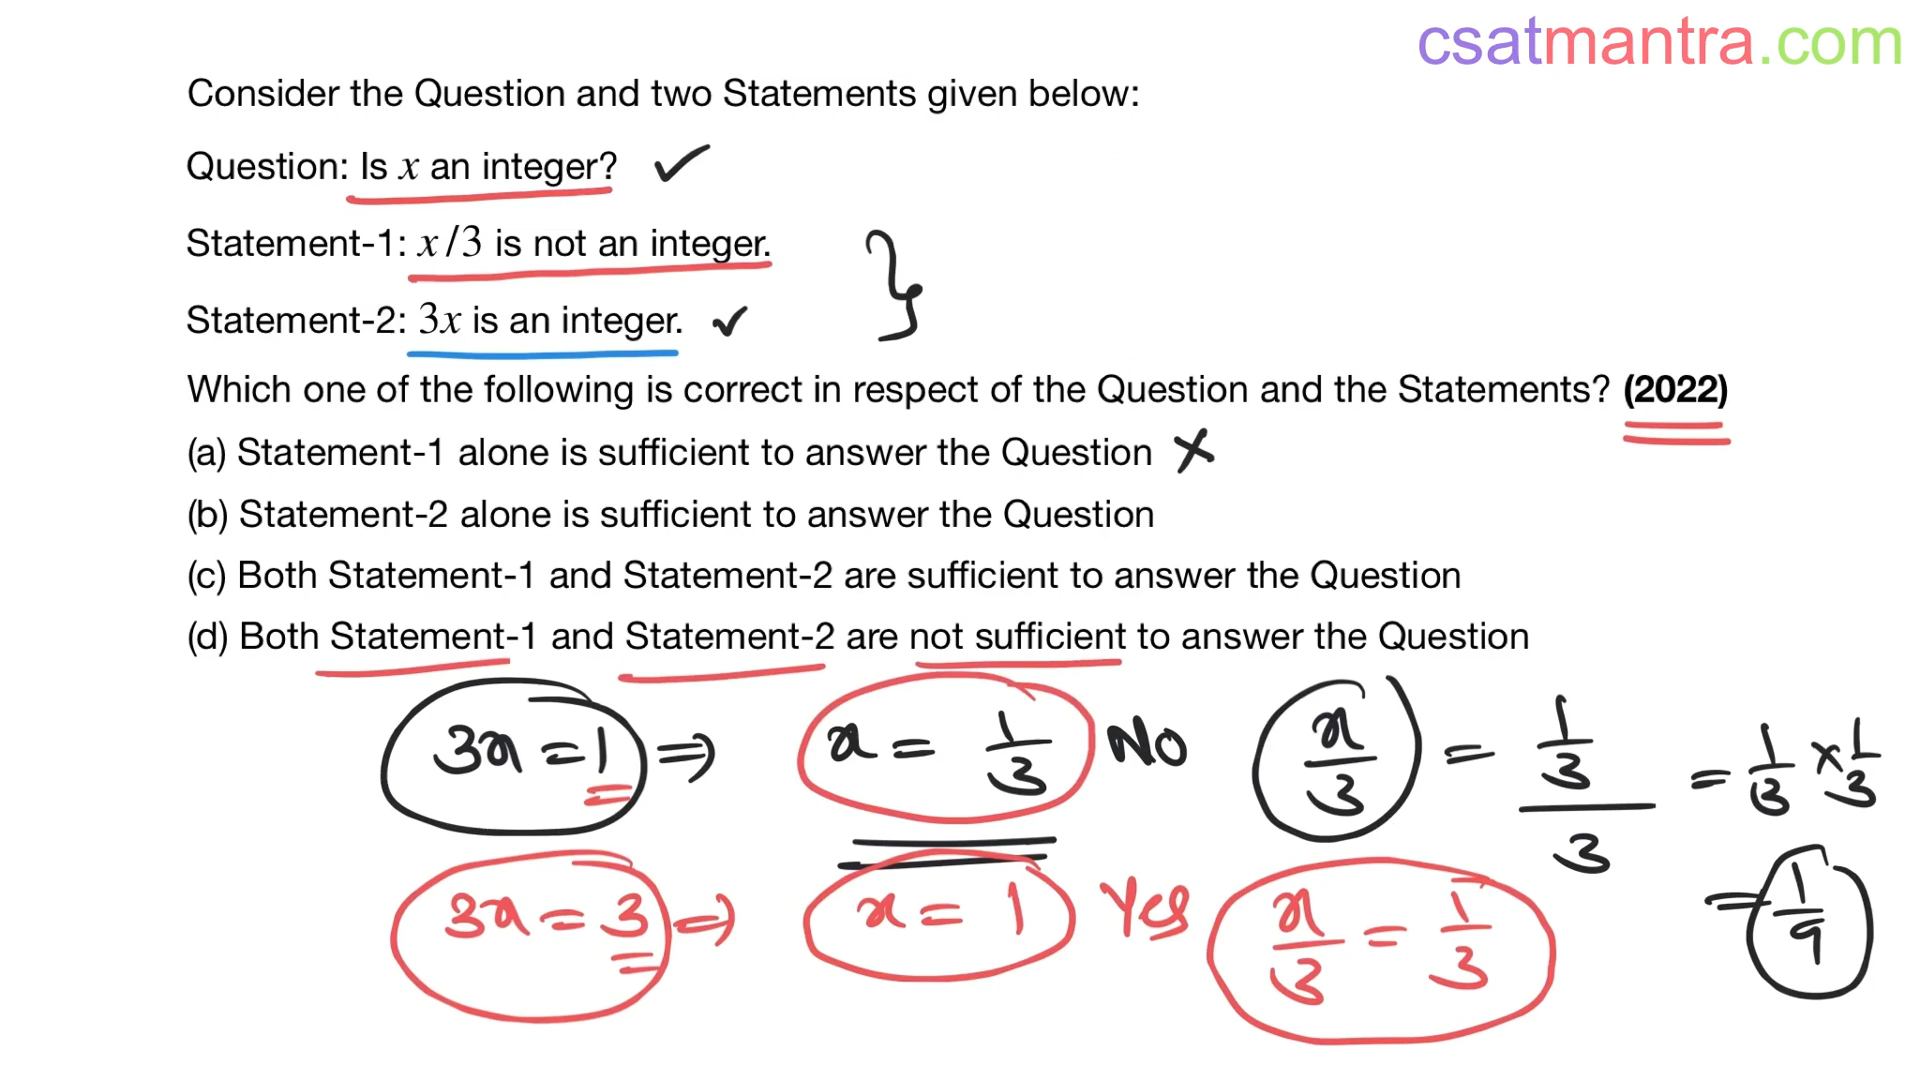 csatmantra.com
Consider the Question and two Statements given below:
Question: Is x an integer? ✓
Statement-1: x/3 is not an integer.
Statement-2: 3x is an integer. ✓
Which one of the following is correct in respect of the Question and the Statements? (2022)
(a) Statement-1 alone is sufficient to answer the Question ✗
(b) Statement-2 alone is sufficient to answer the Question
(c) Both Statement-1 and Statement-2 are sufficient to answer the Question
(d) Both Statement-1 and Statement-2 are not sufficient to answer the Question
3x = 1 ⇒ x = 1/3 No x/3 = (1/3)/3 = 1/3 × 1/3
= 1/9
3x = 3 ⇒ x = 1 Yes x/3 = 1/3